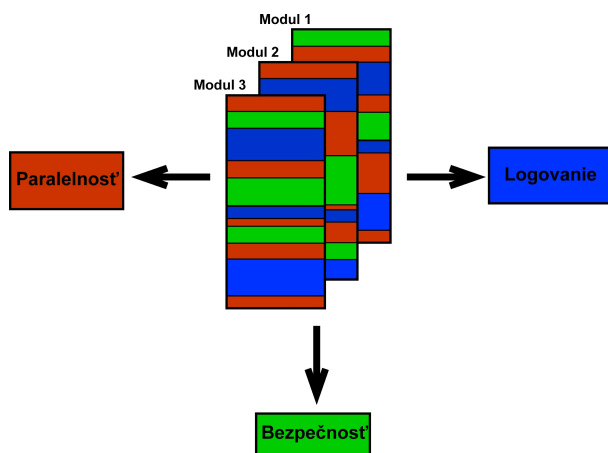 Modul 1
Modul 2
Modul 3
Paralelnosť
Logovanie
Bezpečnosť